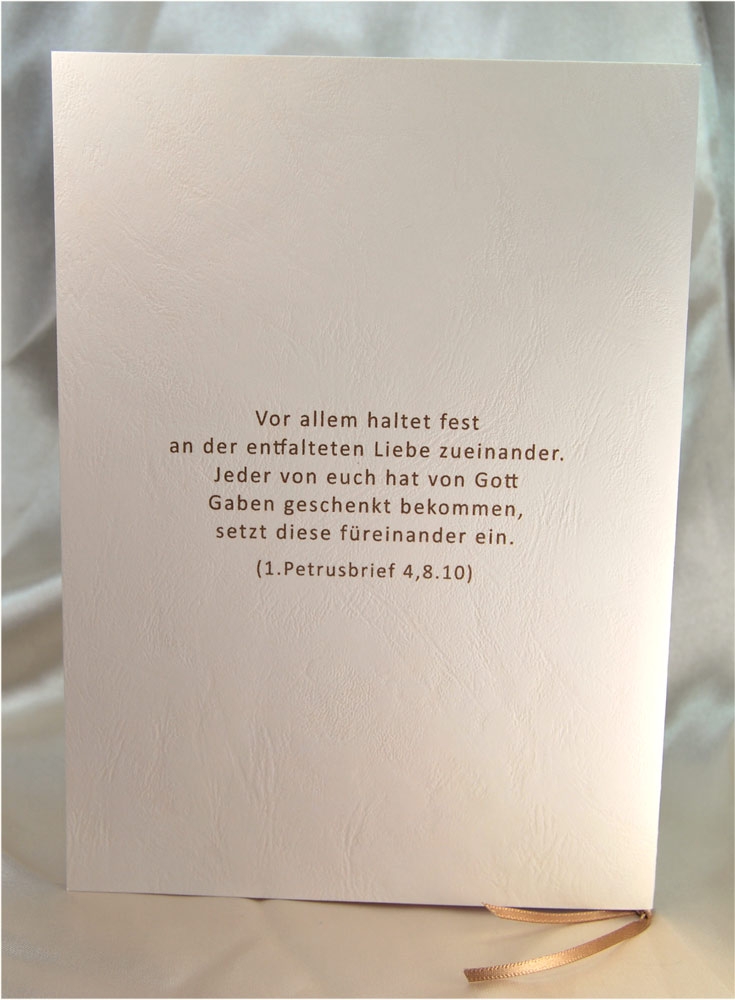 Vor allem haltet fest
an der entfalteten Liebe zueinander.
Jeder von euch hat von Gott
Gaben geschenkt bekommen,
setzt diese füreinander ein.
(1.Petrusbrief 4,8.10)